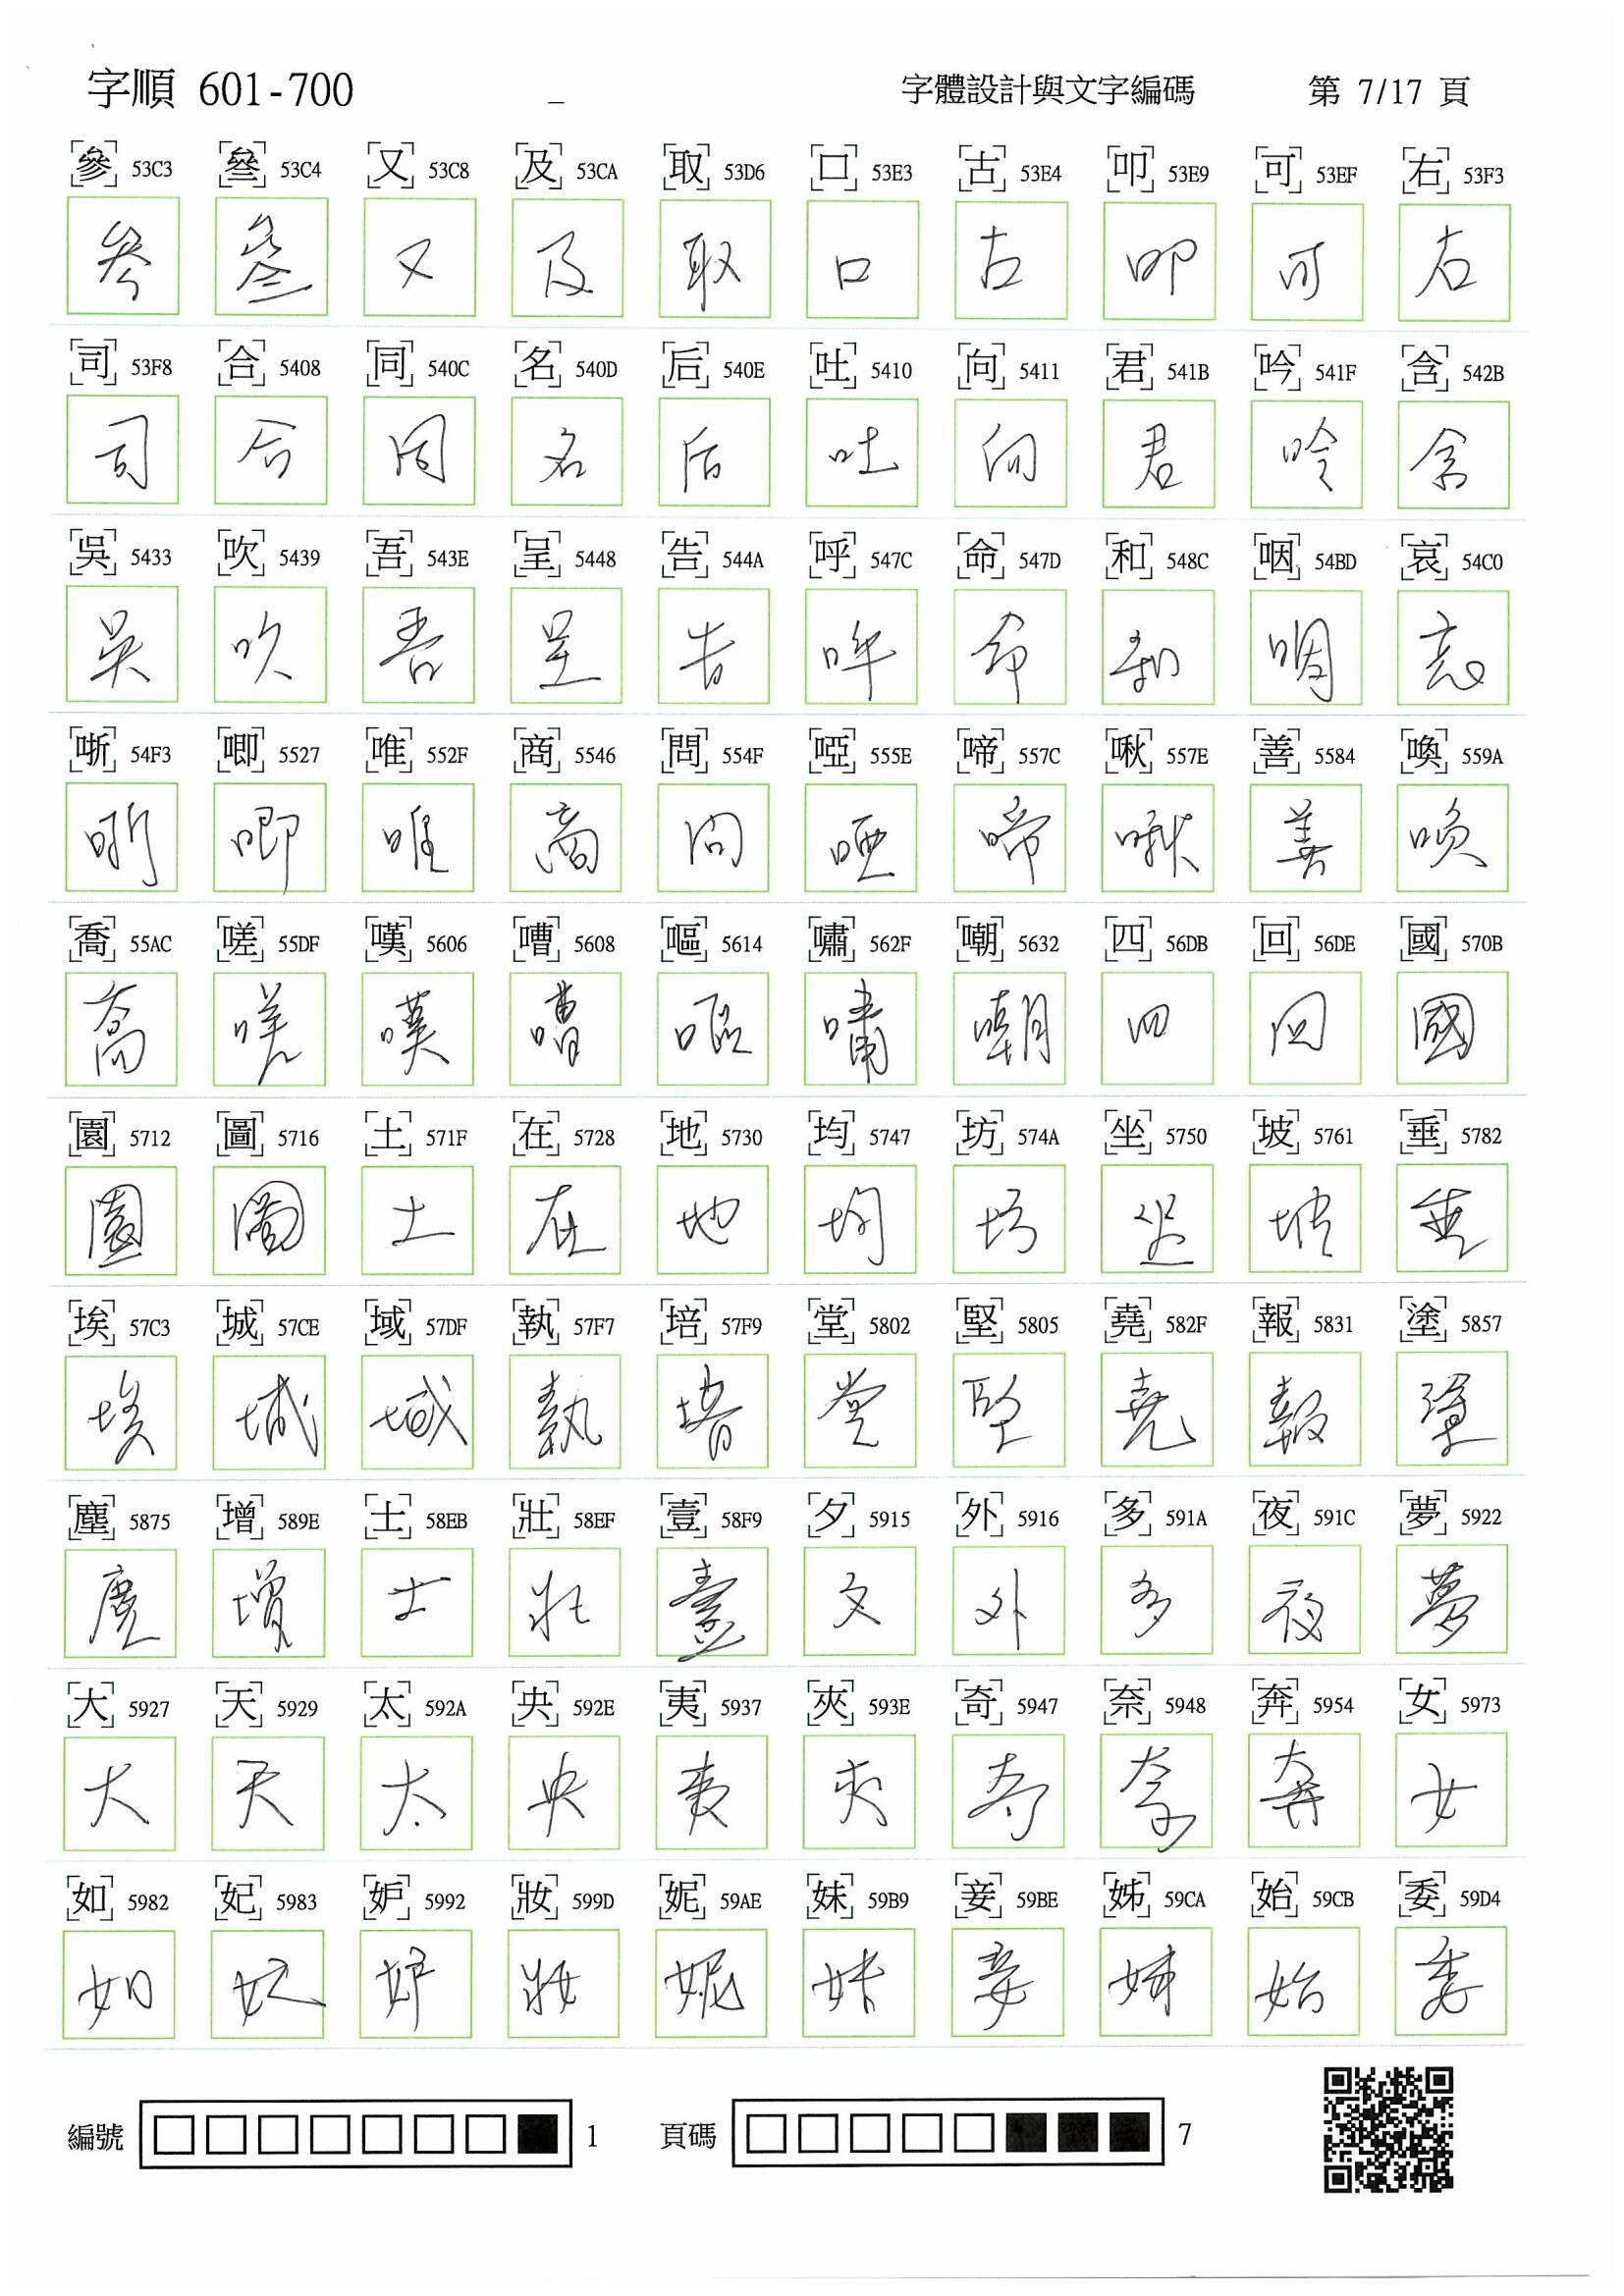 字順 601-700 _ 字體設計與文字編碼 第 7/17 頁
參 53C3 叄 53C4 又 53C8 及 53CA 取 53D6 口 53E3 古 53E4 叩 53E9 可 53EF 右 53F3
參 叄 又 及 取 口 古 叩 可 右
司 53F8 合 5408 同 540C 名 540D 后 540E 吐 5410 向 5411 君 541B 吟 541F 含 542B
司 合 同 名 后 吐 向 君 吟 含
吳 5433 吹 5439 吾 543E 呈 5448 告 544A 呼 547C 命 547D 和 548C 咽 54BD 哀 54C0
吳 吹 吾 呈 告 呼 命 和 咽 哀
哳 54F3 唧 5527 唯 552F 商 5546 問 554F 啞 555E 啼 557C 啾 557E 善 5584 喚 559A
哳 唧 唯 商 問 啞 啼 啾 善 喚
喬 55AC 嗟 55DF 嘆 5606 嘈 5608 嘔 5614 嘯 562F 嘲 5632 四 56DB 回 56DE 國 570B
喬 嗟 嘆 嘈 嘔 嘯 嘲 四 回 國
園 5712 圖 5716 土 571F 在 5728 地 5730 均 5747 坊 574A 坐 5750 坡 5761 垂 5782
園 圖 土 在 地 均 坊 坐 坡 垂
埃 57C3 城 57CE 域 57DF 執 57F7 培 57F9 堂 5802 堅 5805 堯 582F 報 5831 塗 5857
埃 城 域 執 培 堂 堅 堯 報 塗
塵 5875 增 589E 士 58EB 壯 58EF 壹 58F9 夕 5915 外 5916 多 591A 夜 591C 夢 5922
塵 增 士 壯 壹 夕 外 多 夜 夢
大 5927 天 5929 太 592A 央 592E 夷 5937 夾 593E 奇 5947 奈 5948 奔 5954 女 5973
大 天 太 央 夷 夾 奇 奈 奔 女
如 5982 妃 5983 妒 5992 妝 599D 妮 59AE 妹 59B9 妾 59BE 姊 59CA 始 59CB 委 59D4
如 妃 妒 妝 妮 妹 妾 姊 始 委
編號 1 頁碼 7